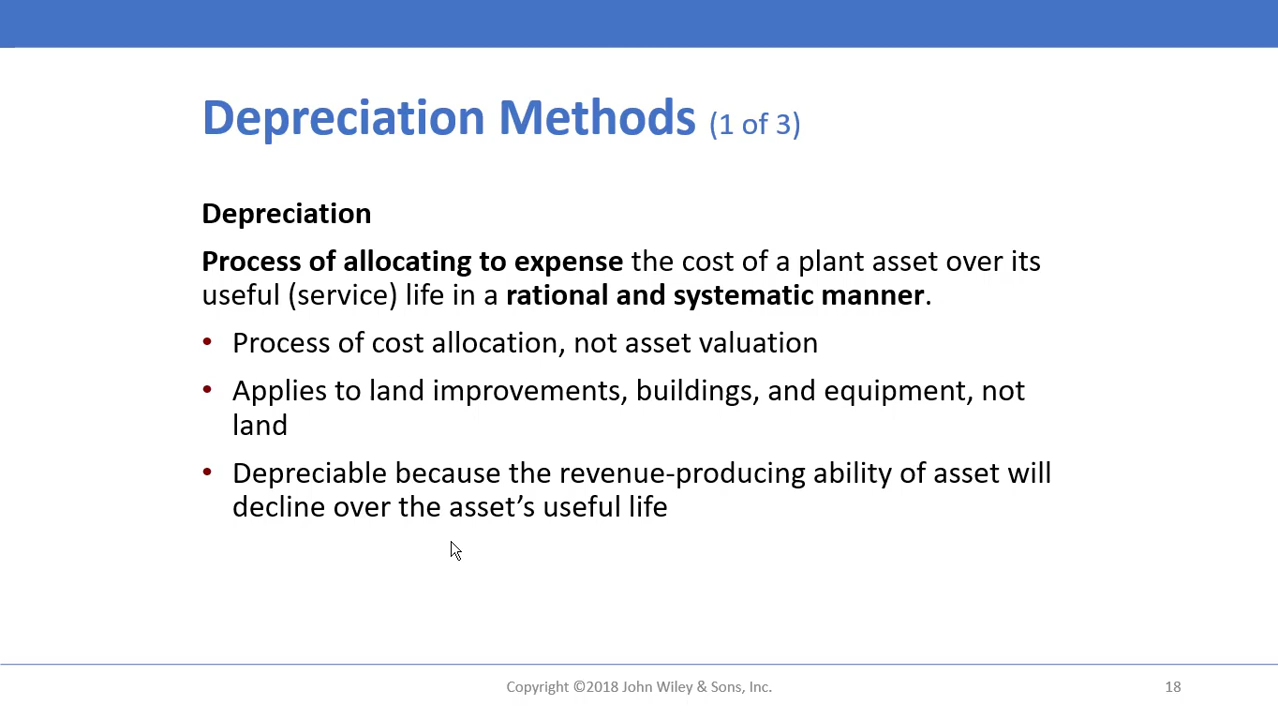 Depreciation Methods (1 of 3)
Depreciation
Process of allocating to expense the cost of a plant asset over its
useful (service) life in a rational and systematic manner.
• Process of cost allocation, not asset valuation
• Applies to land improvements, buildings, and equipment, not
land
• Depreciable because the revenue-producing ability of asset will
decline over the asset’s useful life
Copyright ©2018 John Wiley & Sons, Inc.
18